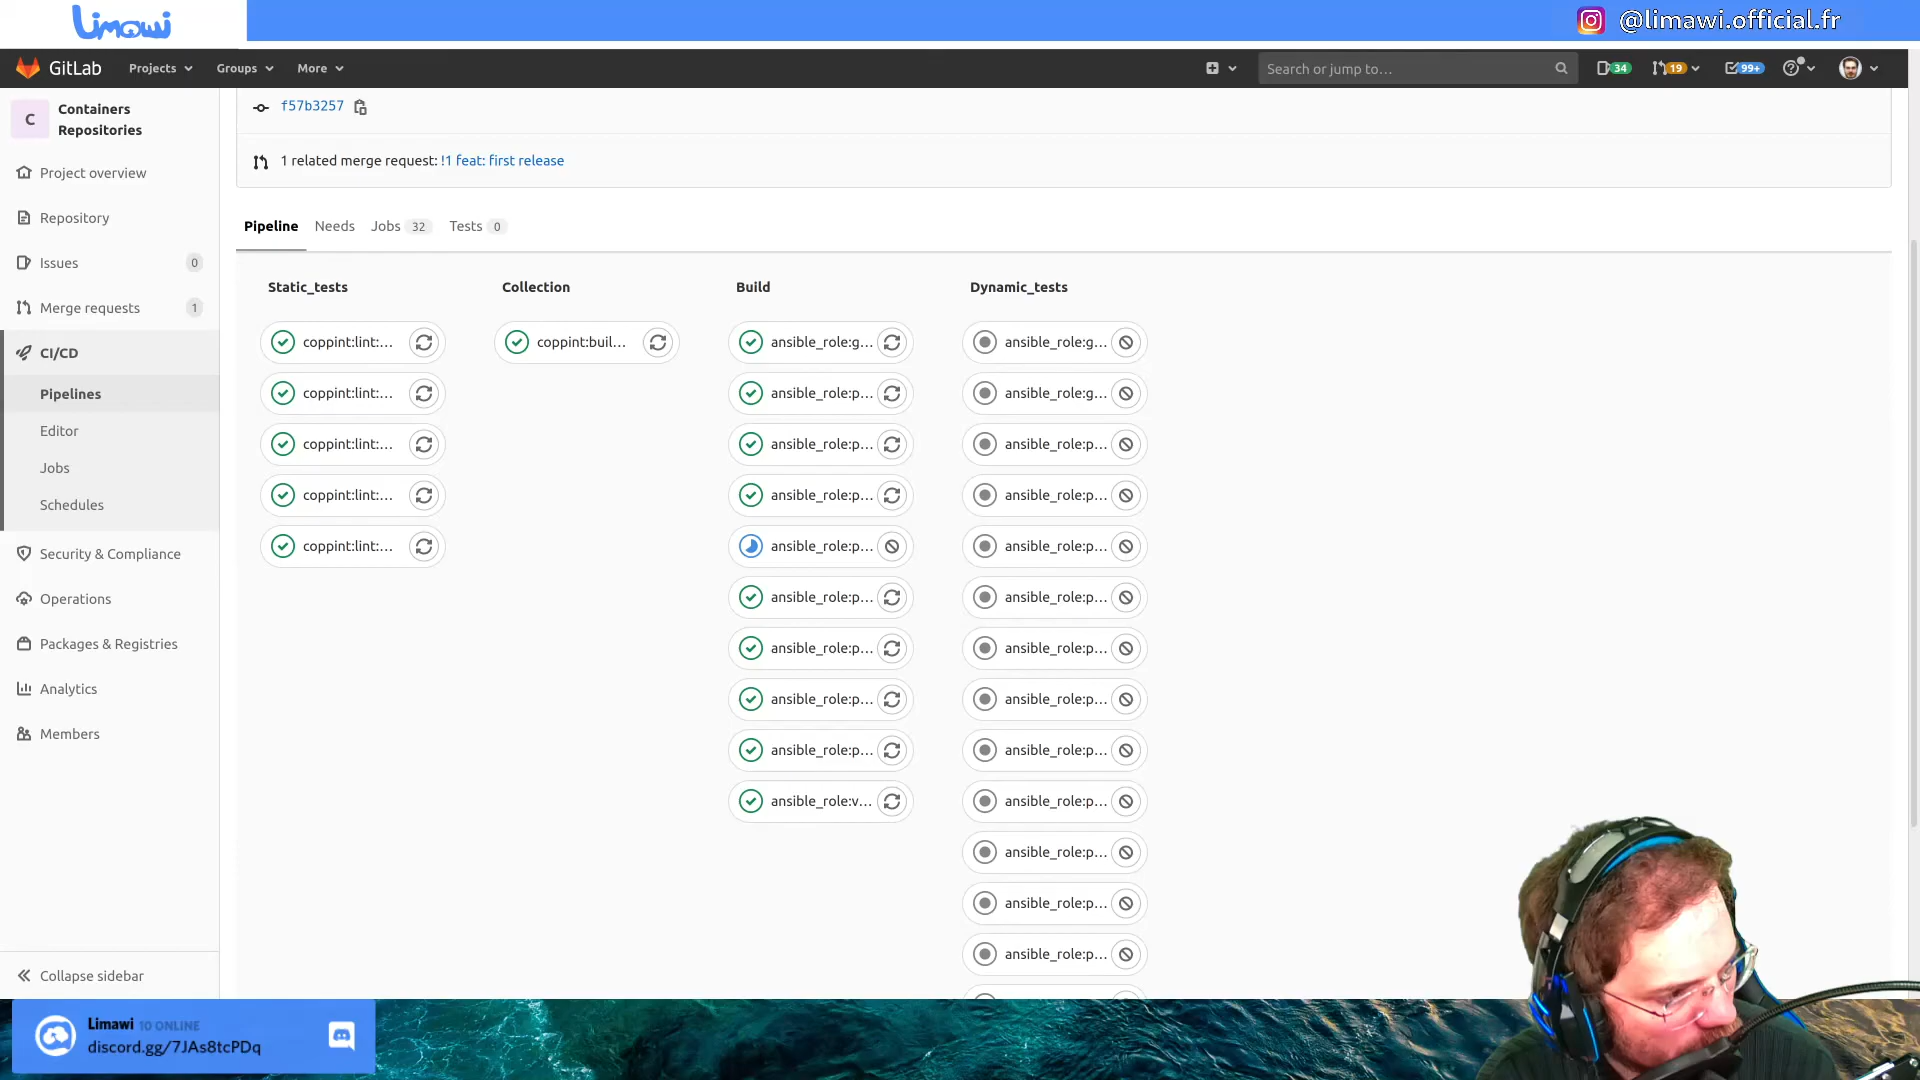 Limawi
@limawi.official.fr
GitLab
Projects
Groups
More
Search or jump to…
34
19
99+
C
Containers
Repositories
Project overview
Repository
Issues
0
Merge requests
1
CI/CD
Pipelines
Editor
Jobs
Schedules
Security & Compliance
Operations
Packages & Registries
Analytics
Members
Collapse sidebar
f57b3257
1 related merge request: !1 feat: first release
Pipeline
Needs
Jobs 32
Tests 0
Static_tests
coppint:lint:...
coppint:lint:...
coppint:lint:...
coppint:lint:...
coppint:lint:...
Collection
coppint:buil...
Build
ansible_role:g...
ansible_role:p...
ansible_role:p...
ansible_role:p...
ansible_role:p...
ansible_role:p...
ansible_role:p...
ansible_role:p...
ansible_role:p...
ansible_role:v...
Dynamic_tests
ansible_role:g...
ansible_role:g...
ansible_role:p...
ansible_role:p...
ansible_role:p...
ansible_role:p...
ansible_role:p...
ansible_role:p...
ansible_role:p...
ansible_role:p...
ansible_role:p...
ansible_role:p...
ansible_role:p...
Limawi 10 ONLINE
discord.gg/7JAs8tcPDq